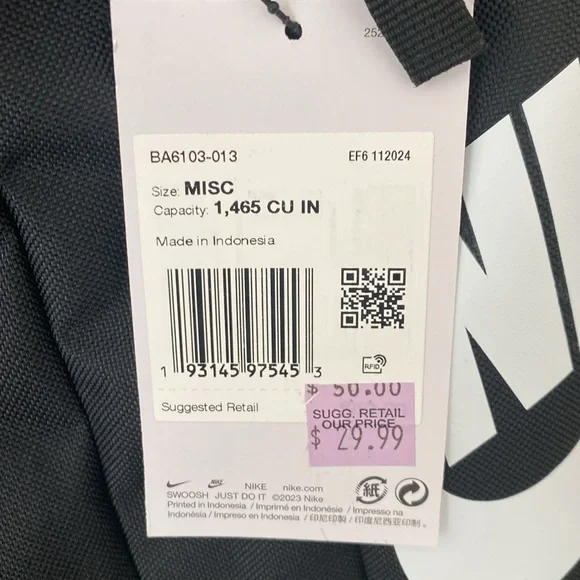 252
BA6103-013
EF6 112024
Size: MISC
Capacity: 1,465 CU IN
Made in Indonesia
RFID
1 93145 97545 3
$ 50.00
Suggested Retail
SUGG. RETAIL
OUR PRICE
$ 29.99
NIKE nike.com
SWOOSH JUST DO IT ©2023 Nike
Printed in Indonesia / Imprimé en Indonésie / Impresso na
Indonésia / Impreso en Indonesia / 印尼印製 / 印度尼西亚印制.
紙